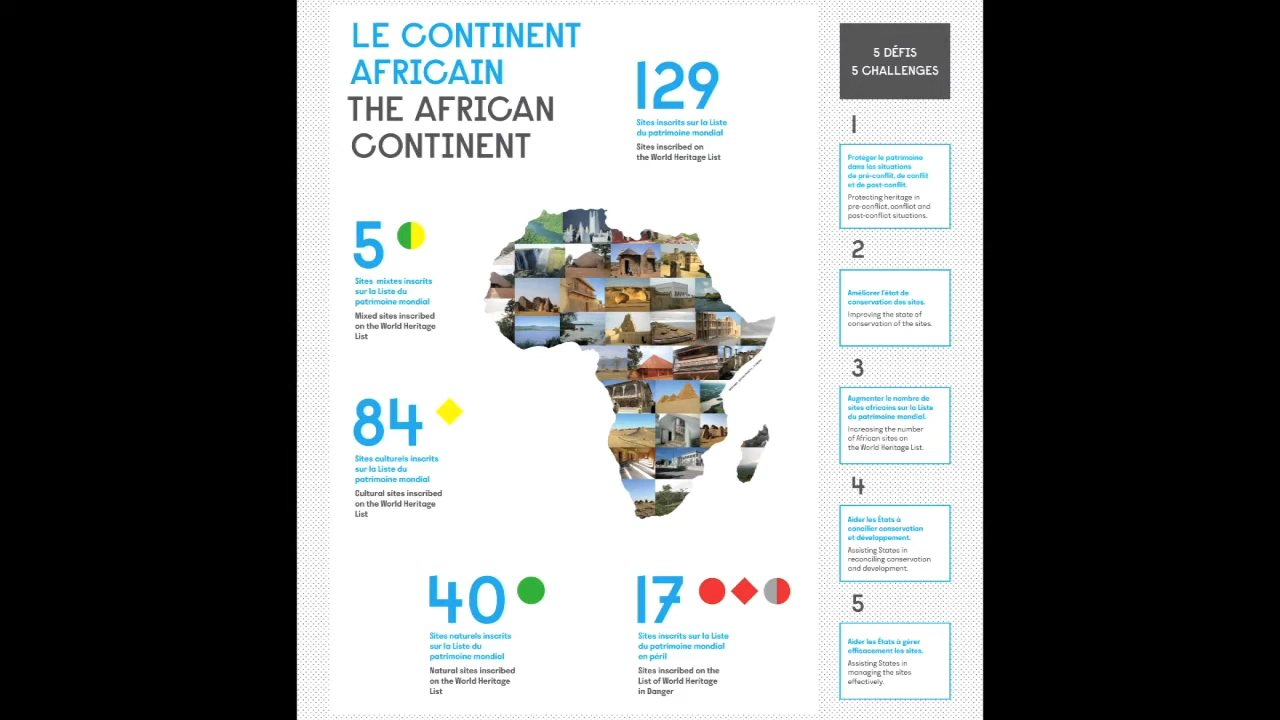 LE CONTINENT
AFRICAIN
THE AFRICAN
CONTINENT
129
Sites inscrits sur la Liste
du patrimoine mondial
Sites inscribed on
the World Heritage List
5
Sites mixtes inscrits
sur la Liste du
patrimoine mondial
Mixed sites inscribed
on the World Heritage
List
84
Sites culturels inscrits
sur la Liste du
patrimoine mondial
Cultural sites inscribed
on the World Heritage
List
40
Sites naturels inscrits
sur la Liste du
patrimoine mondial
Natural sites inscribed
on the World Heritage
List
17
Sites inscrits sur la Liste
du patrimoine mondial
en péril
Sites inscribed on the
List of World Heritage
in Danger
5 DÉFIS
5 CHALLENGES
1
Protéger le patrimoine
dans les situations
de pré-conflit, de conflit
et de post-conflit.
Protecting heritage in
pre-conflict, conflict and
post-conflict situations.
2
Améliorer l'état de
conservation des sites.
Improving the state of
conservation of the sites.
3
Augmenter le nombre de
sites africains sur la Liste
du patrimoine mondial.
Increasing the number
of African sites on
the World Heritage List.
4
Aider les États à
concilier conservation
et développement.
Assisting States in
reconciling conservation
and development.
5
Aider les États à gérer
efficacement les sites.
Assisting States in
managing the sites
effectively.